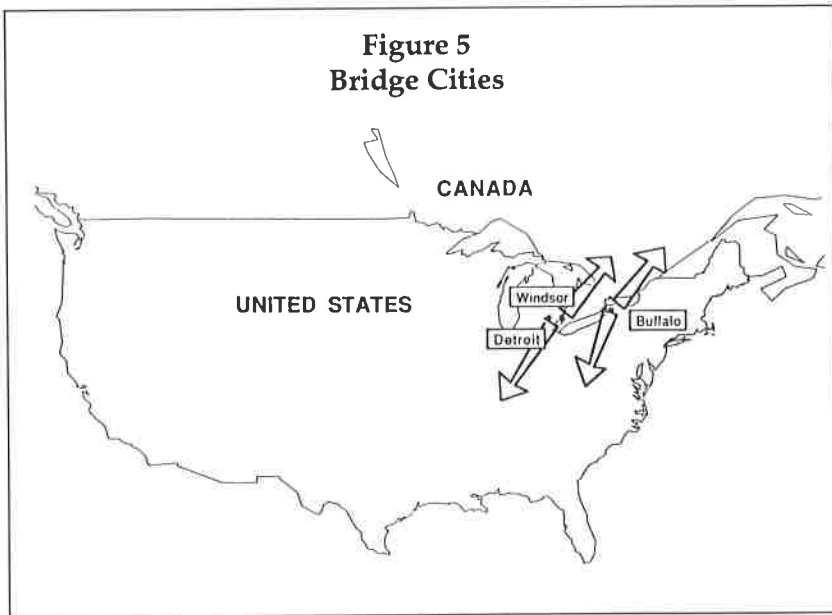 Figure 5
Bridge Cities
CANADA
UNITED STATES
Windsor
Detroit
Buffalo